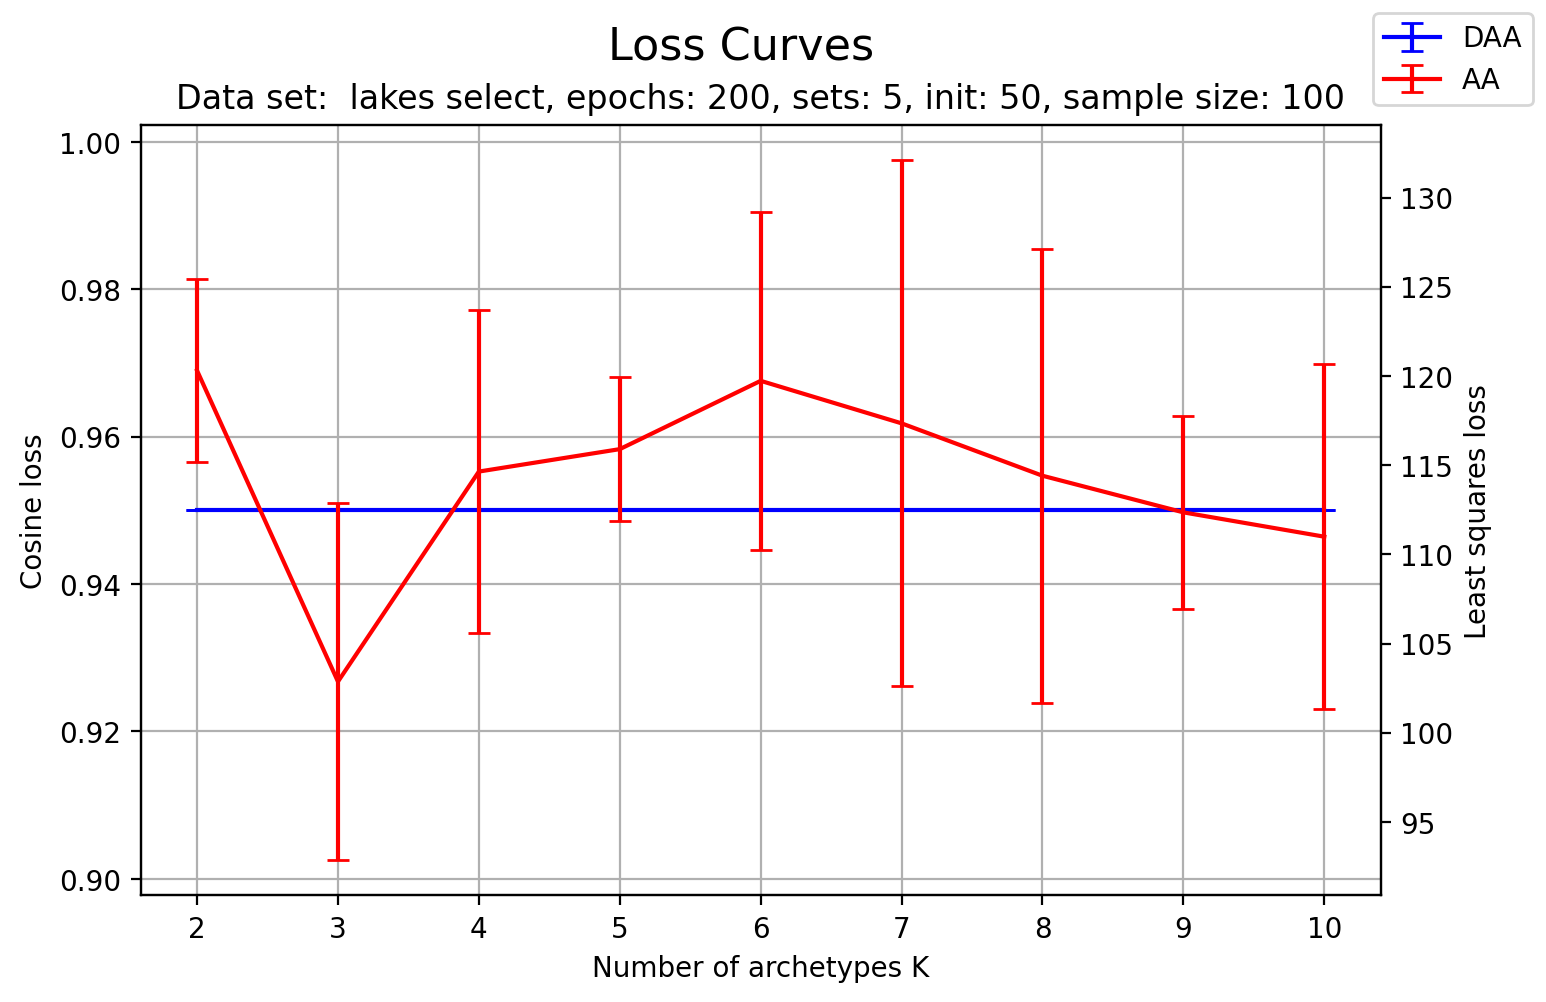 Loss Curves
Data set:  lakes select, epochs: 200, sets: 5, init: 50, sample size: 100
DAA
AA
1.00
0.98
0.96
0.94
0.92
0.90
Cosine loss
130
125
120
115
110
105
100
95
Least squares loss
2 3 4 5 6 7 8 9 10
Number of archetypes K